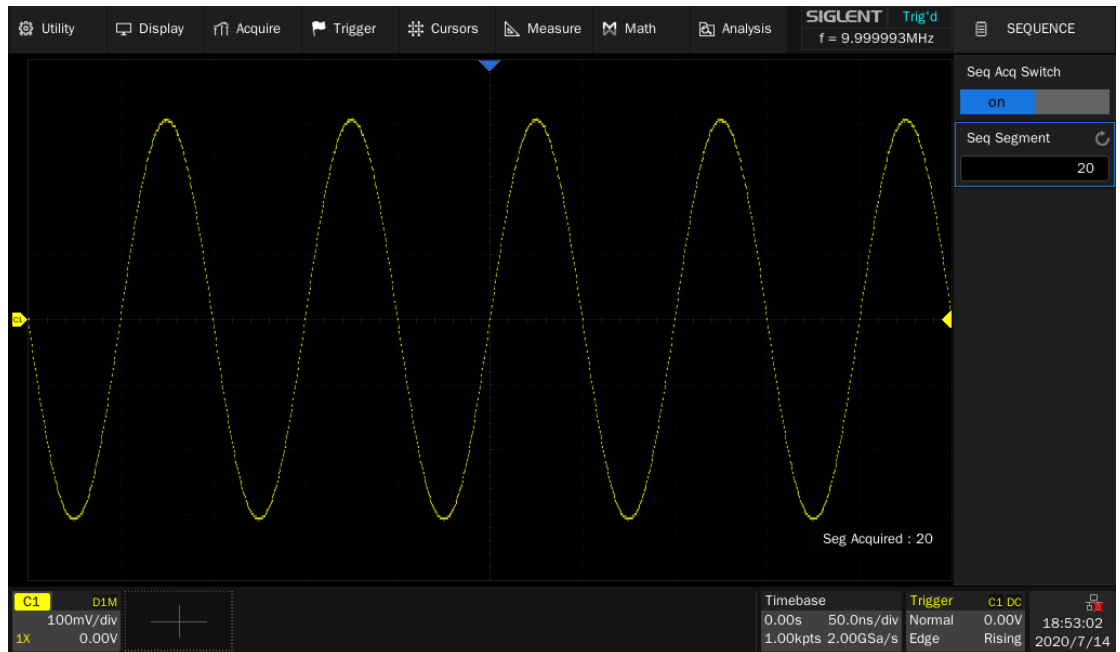 Utility Display Acquire Trigger Cursors Measure Math Analysis
SIGLENT Trig'd
f = 9.999993MHz
SEQUENCE
Seq Acq Switch
on
Seq Segment
20
C1
Seg Acquired : 20
C1 D1M
100mV/div
1X 0.00V
Timebase
0.00s 50.0ns/div
1.00kpts 2.00GSa/s
Trigger C1 DC
Normal 0.00V
Edge Rising
18:53:02
2020/7/14